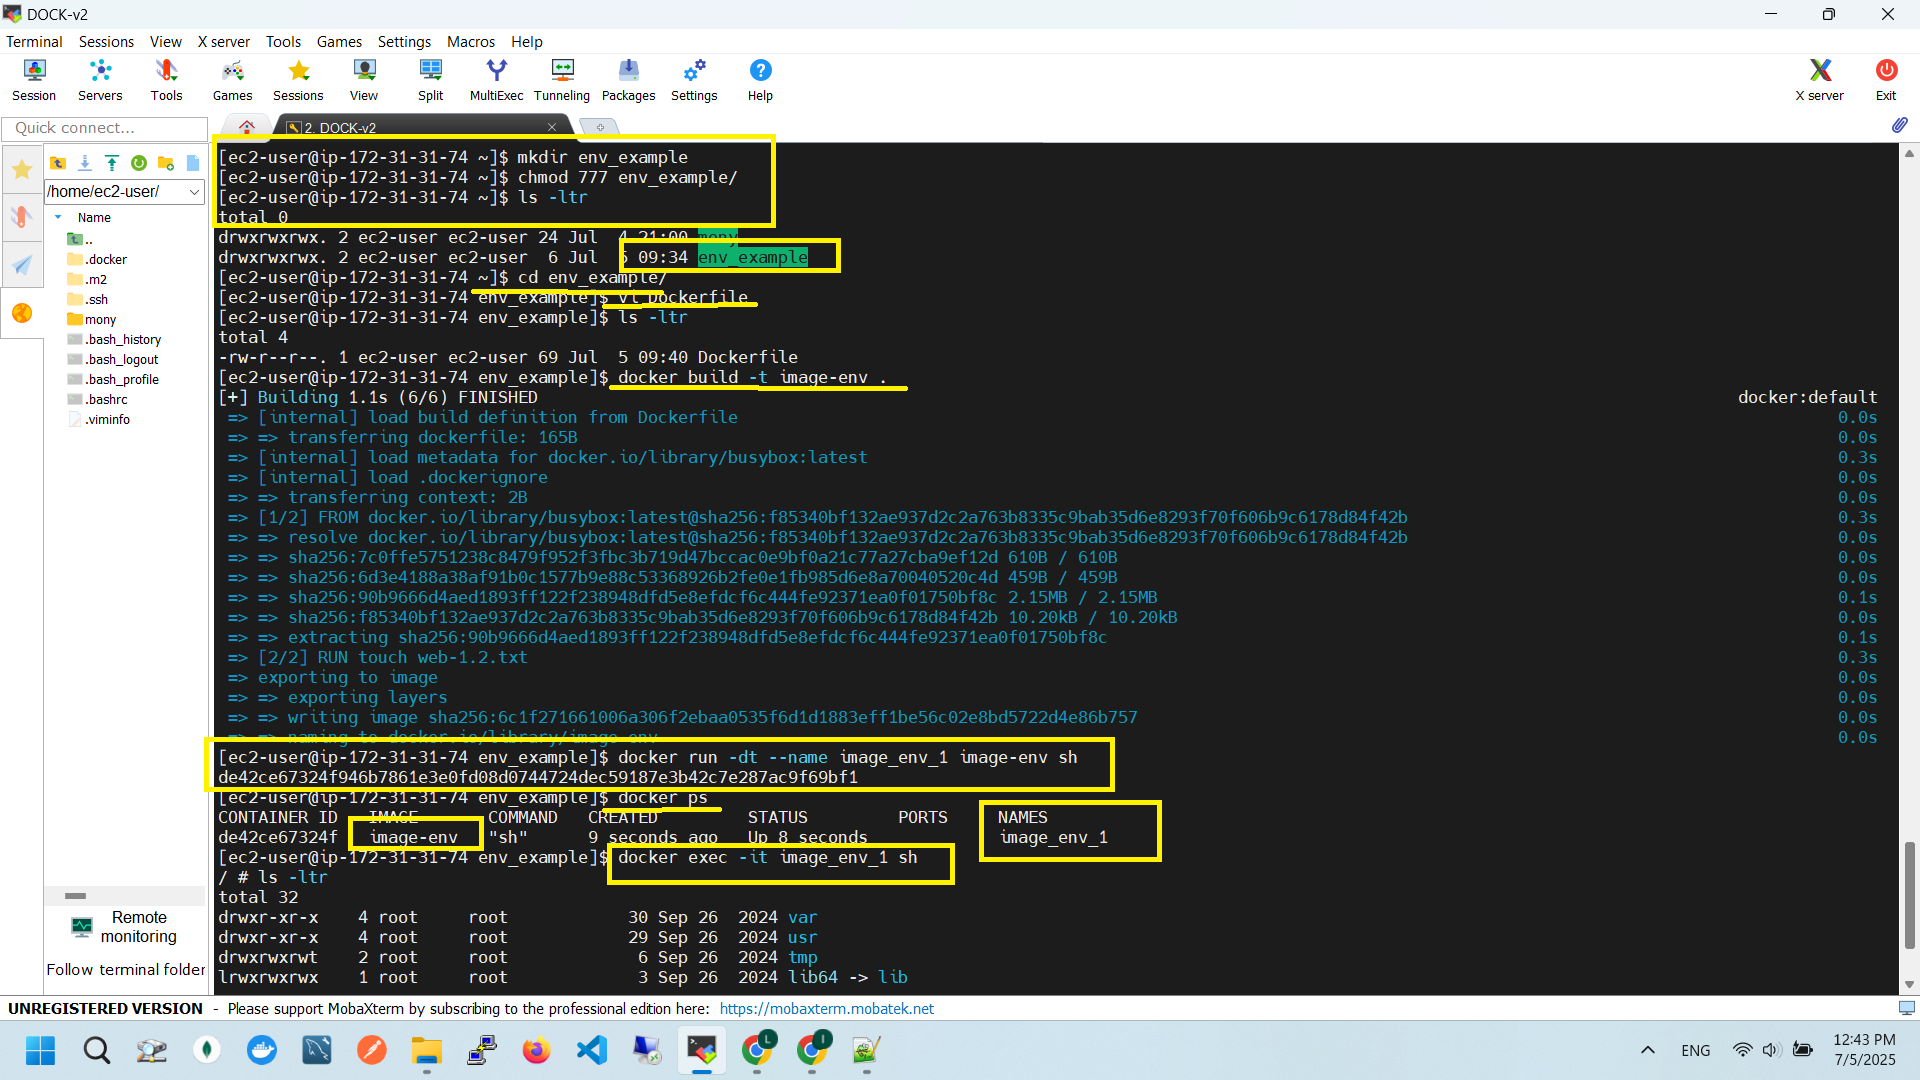 DOCK-v2
Terminal Sessions View X server Tools Games Settings Macros Help
Session Servers Tools Games Sessions View Split MultiExec Tunneling Packages Settings Help X server Exit
Quick connect...
2. DOCK-v2
/home/ec2-user/
Name
..
.docker
.m2
.ssh
mony
.bash_history
.bash_logout
.bash_profile
.bashrc
.viminfo
Remote
monitoring
Follow terminal folder
[ec2-user@ip-172-31-31-74 ~]$ mkdir env_example
[ec2-user@ip-172-31-31-74 ~]$ chmod 777 env_example/
[ec2-user@ip-172-31-31-74 ~]$ ls -ltr
total 0
drwxrwxrwx. 2 ec2-user ec2-user 24 Jul  4 21:00 mony
drwxrwxrwx. 2 ec2-user ec2-user  6 Jul  5 09:34 env_example
[ec2-user@ip-172-31-31-74 ~]$ cd env_example/
[ec2-user@ip-172-31-31-74 env_example]$ vi Dockerfile
[ec2-user@ip-172-31-31-74 env_example]$ ls -ltr
total 4
-rw-r--r--. 1 ec2-user ec2-user 69 Jul  5 09:40 Dockerfile
[ec2-user@ip-172-31-31-74 env_example]$ docker build -t image-env .
[+] Building 1.1s (6/6) FINISHED docker:default
=> [internal] load build definition from Dockerfile 0.0s
=> => transferring dockerfile: 165B 0.0s
=> [internal] load metadata for docker.io/library/busybox:latest 0.3s
=> [internal] load .dockerignore 0.0s
=> => transferring context: 2B 0.0s
=> [1/2] FROM docker.io/library/busybox:latest@sha256:f85340bf132ae937d2c2a763b8335c9bab35d6e8293f70f606b9c6178d84f42b 0.3s
=> => resolve docker.io/library/busybox:latest@sha256:f85340bf132ae937d2c2a763b8335c9bab35d6e8293f70f606b9c6178d84f42b 0.0s
=> => sha256:7c0ffe5751238c8479f952f3fbc3b719d47bccac0e9bf0a21c77a27cba9ef12d 610B / 610B 0.0s
=> => sha256:6d3e4188a38af91b0c1577b9e88c53368926b2fe0e1fb985d6e8a70040520c4d 459B / 459B 0.0s
=> => sha256:90b9666d4aed1893ff122f238948dfd5e8efdcf6c444fe92371ea0f01750bf8c 2.15MB / 2.15MB 0.1s
=> => sha256:f85340bf132ae937d2c2a763b8335c9bab35d6e8293f70f606b9c6178d84f42b 10.20kB / 10.20kB 0.0s
=> => extracting sha256:90b9666d4aed1893ff122f238948dfd5e8efdcf6c444fe92371ea0f01750bf8c 0.1s
=> [2/2] RUN touch web-1.2.txt 0.3s
=> exporting to image 0.0s
=> => exporting layers 0.0s
=> => writing image sha256:6c1f271661006a306f2ebaa0535f6d1d1883eff1be56c02e8bd5722d4e86b757 0.0s
=> => naming to docker.io/library/image-env 0.0s
[ec2-user@ip-172-31-31-74 env_example]$ docker run -dt --name image_env_1 image-env sh
de42ce67324f946b7861e3e0fd08d0744724dec59187e3b42c7e287ac9f69bf1
[ec2-user@ip-172-31-31-74 env_example]$ docker ps
CONTAINER ID   IMAGE       COMMAND   CREATED         STATUS         PORTS     NAMES
de42ce67324f   image-env   "sh"      9 seconds ago   Up 8 seconds             image_env_1
[ec2-user@ip-172-31-31-74 env_example]$ docker exec -it image_env_1 sh
/ # ls -ltr
total 32
drwxr-xr-x    4 root     root            30 Sep 26  2024 var
drwxr-xr-x    4 root     root            29 Sep 26  2024 usr
drwxrwxrwt    2 root     root             6 Sep 26  2024 tmp
lrwxrwxrwx    1 root     root             3 Sep 26  2024 lib64 -> lib
UNREGISTERED VERSION - Please support MobaXterm by subscribing to the professional edition here: https://mobaxterm.mobatek.net
L
I
ENG
12:43 PM
7/5/2025